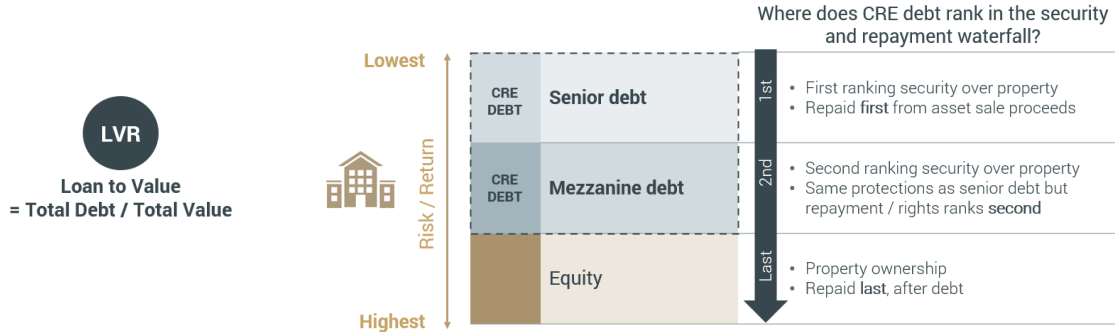 Where does CRE debt rank in the security
and repayment waterfall?
LVR
Loan to Value
= Total Debt / Total Value
Lowest
Risk / Return
Highest
CRE
DEBT
Senior debt
1st
• First ranking security over property
• Repaid first from asset sale proceeds
CRE
DEBT
Mezzanine debt
2nd
• Second ranking security over property
• Same protections as senior debt but
repayment / rights ranks second
Equity
Last
• Property ownership
• Repaid last, after debt